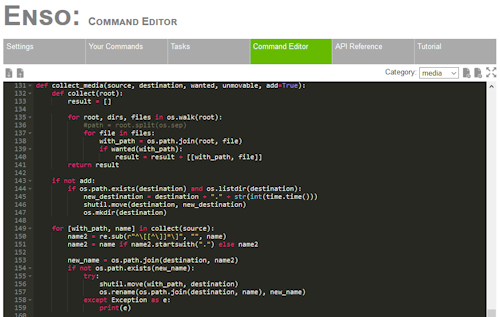 ENSO: COMMAND EDITOR
Settings
Your Commands
Tasks
Command Editor
API Reference
Tutorial
Category: media
131 def collect_media(source, destination, wanted, unmovable, add=True):
132     def collect(root):
133         result = []
134
135         for root, dirs, files in os.walk(root):
136             #path = root.split(os.sep)
137             for file in files:
138                 with_path = os.path.join(root, file)
139                 if wanted(with_path):
140                     result = result + [[with_path, file]]
141         return result
142
143     if not add:
144         if os.path.exists(destination) and os.listdir(destination):
145             new_destination = destination + "." + str(int(time.time()))
146             shutil.move(destination, new_destination)
147             os.mkdir(destination)
148
149     for [with_path, name] in collect(source):
150         name2 = re.sub(r"^\[[^\]]*\]", "", name)
151         name2 = name if name2.startswith(".") else name2
152
153         new_name = os.path.join(destination, name2)
154         if not os.path.exists(new_name):
155             try:
156                 shutil.move(with_path, destination)
157                 os.rename(os.path.join(destination, name), new_name)
158             except Exception as e:
159                 print(e)
160